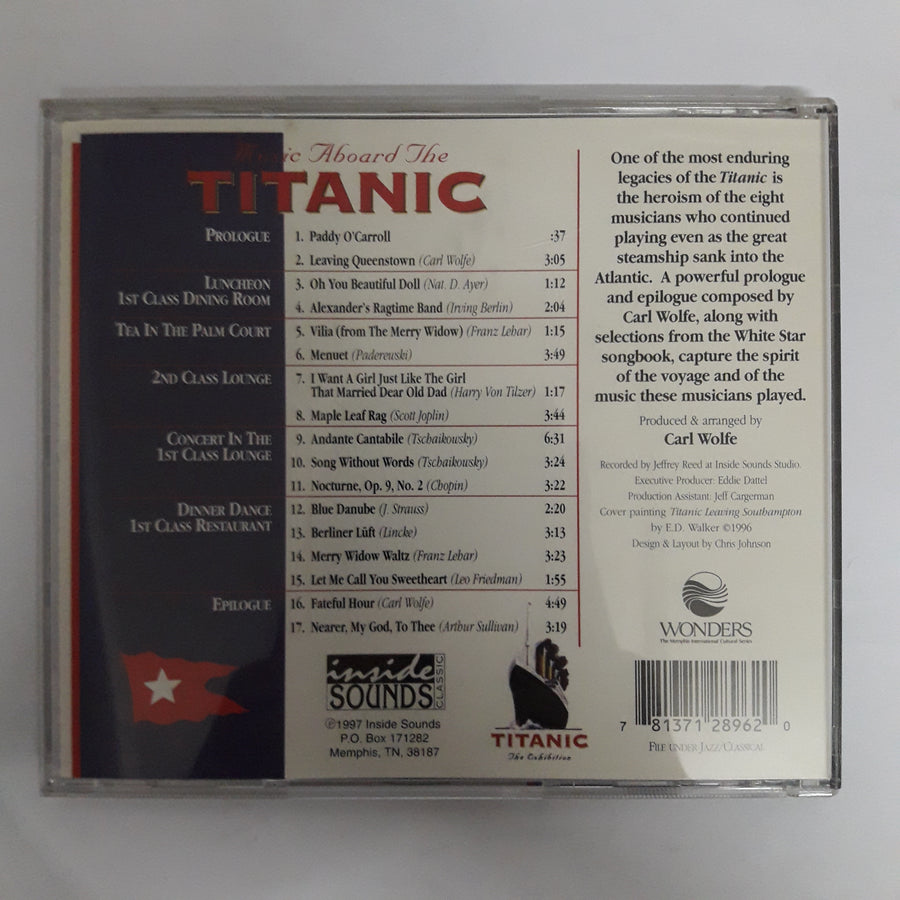 Music Aboard The
TITANIC
PROLOGUE
1. Paddy O'Carroll :37
2. Leaving Queenstown (Carl Wolfe) 3:05
LUNCHEON
1ST CLASS DINING ROOM
3. Oh You Beautiful Doll (Nat. D. Ayer) 1:12
4. Alexander's Ragtime Band (Irving Berlin) 2:04
TEA IN THE PALM COURT
5. Vilia (from The Merry Widow) (Franz Lehar) 1:15
6. Menuet (Paderewski) 3:49
2ND CLASS LOUNGE
7. I Want A Girl Just Like The Girl
That Married Dear Old Dad (Harry Von Tilzer) 1:17
8. Maple Leaf Rag (Scott Joplin) 3:44
CONCERT IN THE
1ST CLASS LOUNGE
9. Andante Cantabile (Tschaikowsky) 6:31
10. Song Without Words (Tschaikowsky) 3:24
11. Nocturne, Op. 9, No. 2 (Chopin) 3:22
DINNER DANCE
1ST CLASS RESTAURANT
12. Blue Danube (J. Strauss) 2:20
13. Berliner Lüft (Lincke) 3:13
14. Merry Widow Waltz (Franz Lehar) 3:23
15. Let Me Call You Sweetheart (Leo Friedman) 1:55
EPILOGUE
16. Fateful Hour (Carl Wolfe) 4:49
17. Nearer, My God, To Thee (Arthur Sullivan) 3:19
inside
SOUNDS
CLASSIC
℗1997 Inside Sounds
P.O. Box 171282
Memphis, TN, 38187
TITANIC
The Exhibition
One of the most enduring
legacies of the Titanic is
the heroism of the eight
musicians who continued
playing even as the great
steamship sank into the
Atlantic. A powerful prologue
and epilogue composed by
Carl Wolfe, along with
selections from the White Star
songbook, capture the spirit
of the voyage and of the
music these musicians played.
Produced & arranged by
Carl Wolfe
Recorded by Jeffrey Reed at Inside Sounds Studio.
Executive Producer: Eddie Dattel
Production Assistant: Jeff Cargerman
Cover painting Titanic Leaving Southampton
by E.D. Walker ©1996
Design & Layout by Chris Johnson
WONDERS
The Memphis International Cultural Series
7 81371 28962 0
FILE UNDER JAZZ/CLASSICAL